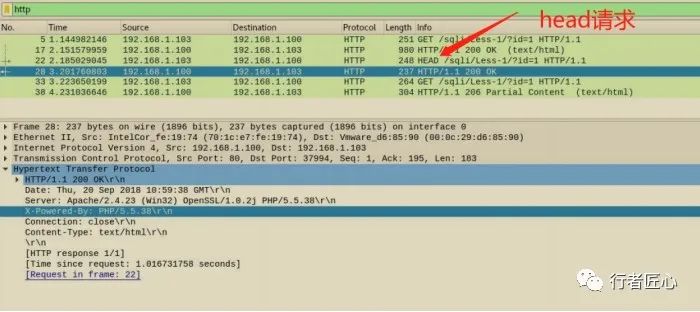 http
head请求
No. Time Source Destination Protocol Length Info
5 1.144982146 192.168.1.103 192.168.1.100 HTTP 251 GET /sqli/Less-1/?id=1 HTTP/1.1
17 2.151579959 192.168.1.100 192.168.1.103 HTTP 980 HTTP/1.1 200 OK (text/html)
22 2.185029045 192.168.1.103 192.168.1.100 HTTP 248 HEAD /sqli/Less-1/?id=1 HTTP/1.1
28 3.201760803 192.168.1.100 192.168.1.103 HTTP 237 HTTP/1.1 200 OK
33 3.223650199 192.168.1.103 192.168.1.100 HTTP 264 GET /sqli/Less-1/?id=1 HTTP/1.1
38 4.231036646 192.168.1.100 192.168.1.103 HTTP 304 HTTP/1.1 206 Partial Content (text/html)
Frame 28: 237 bytes on wire (1896 bits), 237 bytes captured (1896 bits) on interface 0
Ethernet II, Src: IntelCor_fe:19:74 (70:1c:e7:fe:19:74), Dst: Vmware_d6:85:90 (00:0c:29:d6:85:90)
Internet Protocol Version 4, Src: 192.168.1.100, Dst: 192.168.1.103
Transmission Control Protocol, Src Port: 80, Dst Port: 37994, Seq: 1, Ack: 195, Len: 183
Hypertext Transfer Protocol
HTTP/1.1 200 OK\r\n
Date: Thu, 20 Sep 2018 10:59:38 GMT\r\n
Server: Apache/2.4.23 (Win32) OpenSSL/1.0.2j PHP/5.5.38\r\n
X-Powered-By: PHP/5.5.38\r\n
Connection: close\r\n
Content-Type: text/html\r\n
\r\n
[HTTP response 1/1]
[Time since request: 1.016731758 seconds]
[Request in frame: 22]
行者匠心